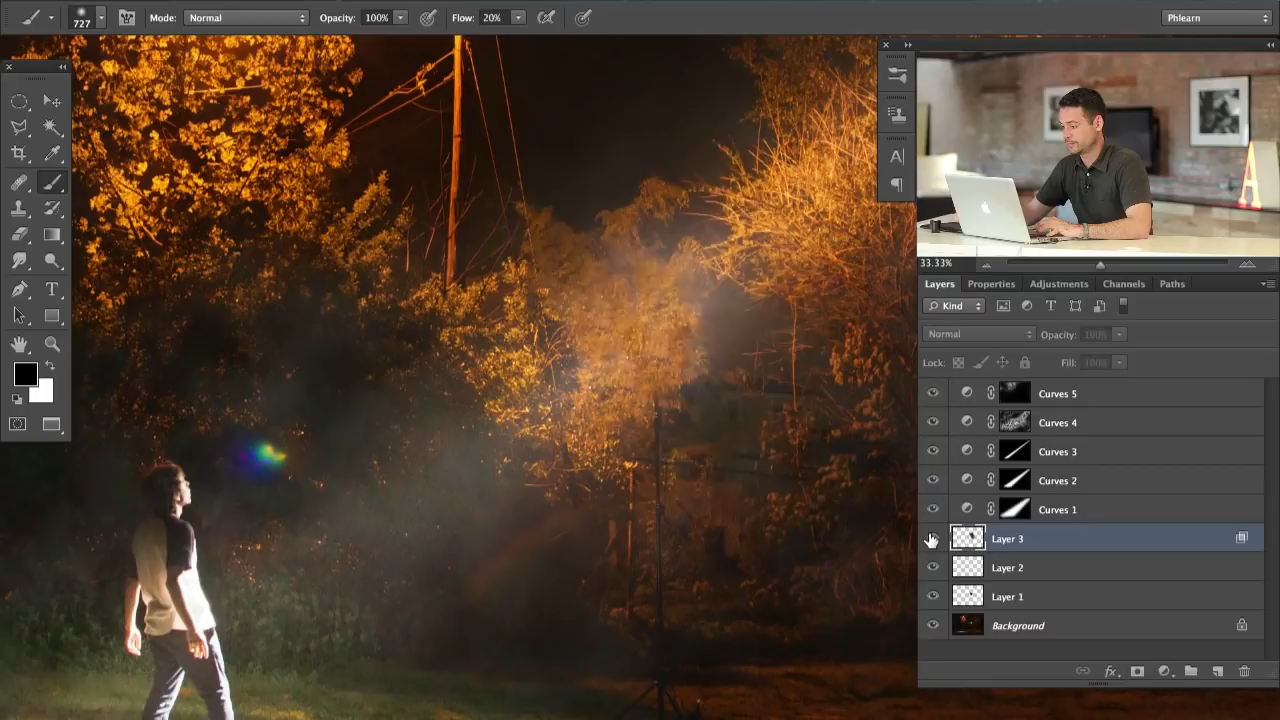 727 Mode: Normal Opacity: 100% Flow: 20% Phlearn
A
33.33%
Layers Properties Adjustments Channels Paths
Kind T
Normal Opacity: 100%
Lock: Fill: 100%
Curves 5
Curves 4
Curves 3
Curves 2
Curves 1
Layer 3
Layer 2
Layer 1
Background
fx